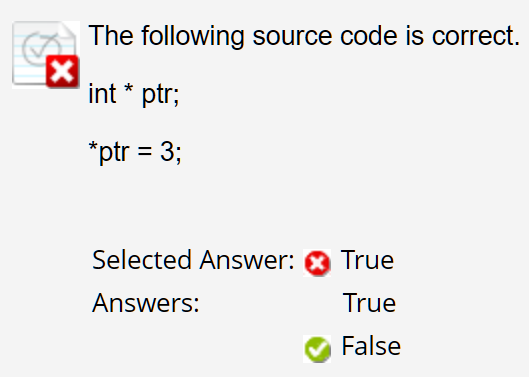 The following source code is correct.
int * ptr;
*ptr = 3;
Selected Answer: True
Answers: True
False